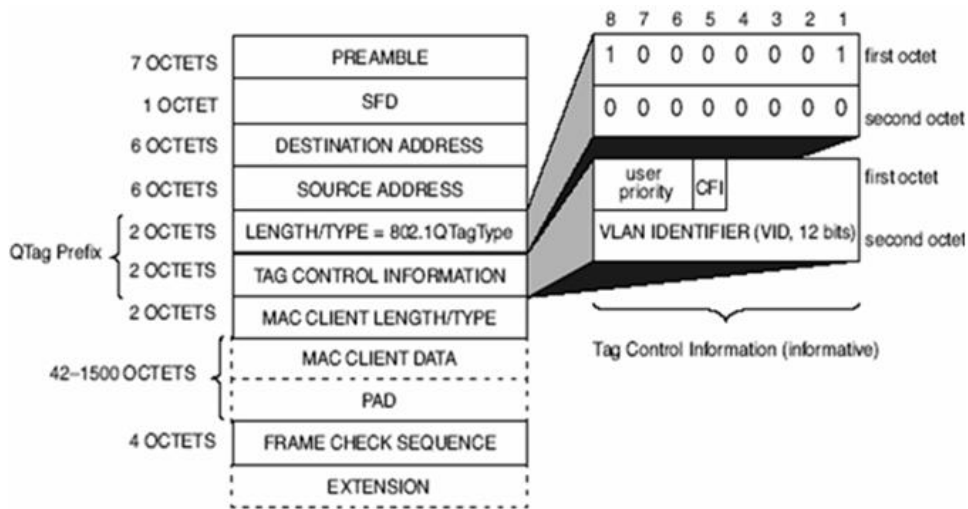 8 7 6 5 4 3 2 1
7 OCTETS PREAMBLE 1 0 0 0 0 0 0 1 first octet
1 OCTET SFD 0 0 0 0 0 0 0 0 second octet
6 OCTETS DESTINATION ADDRESS
6 OCTETS SOURCE ADDRESS user priority CFI first octet
QTag Prefix 2 OCTETS LENGTH/TYPE = 802.1QTagType VLAN IDENTIFIER (VID, 12 bits) second octet
2 OCTETS TAG CONTROL INFORMATION
2 OCTETS MAC CLIENT LENGTH/TYPE
Tag Control Information (informative)
42–1500 OCTETS MAC CLIENT DATA
PAD
4 OCTETS FRAME CHECK SEQUENCE
EXTENSION